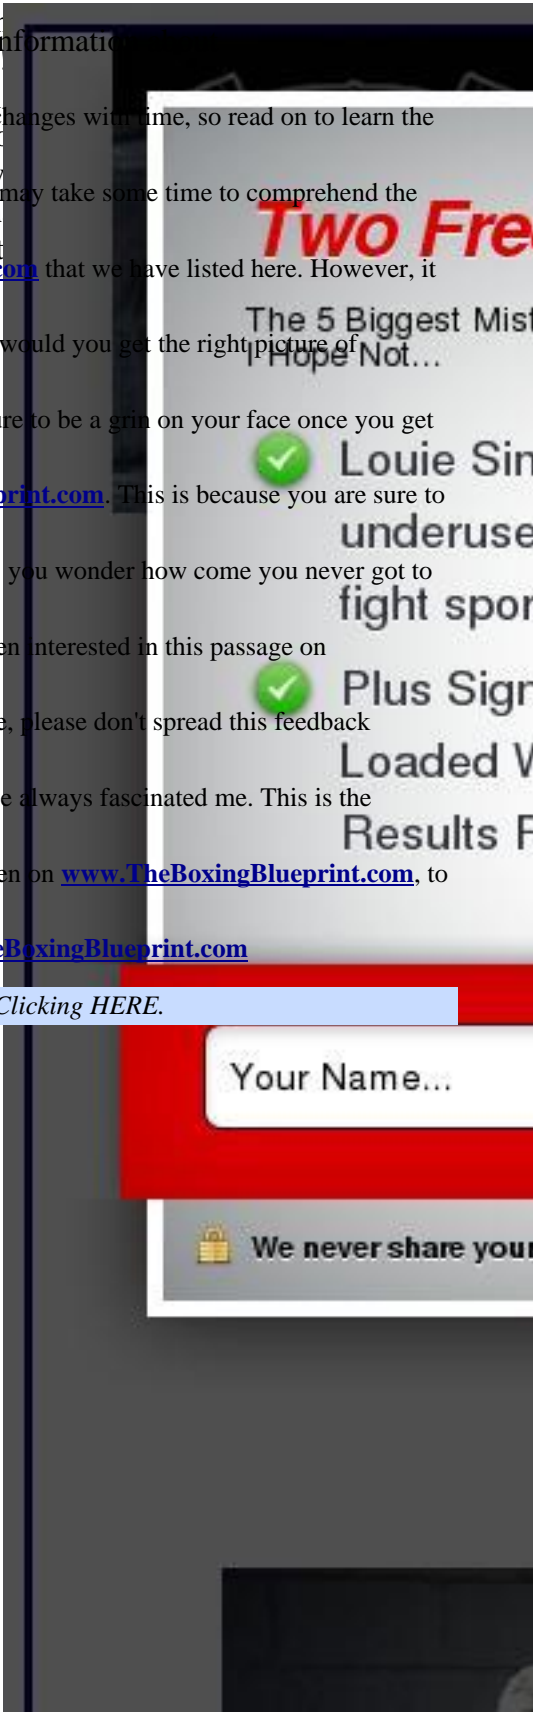 nformati
changes with time, so read on to learn the
may take some time to comprehend the
Two Fre
com that we have listed here. However, it
The 5 Biggest Mist
would you get the right picture of
I Hope Not...
ure to be a grin on your face once you get
Louie Sin
print.com. This is because you are sure to
underuse
you wonder how come you never got to
fight spor
en interested in this passage on
Plus Sign
e, please don't spread this feedback
Loaded W
e always fascinated me. This is the
Results F
en on www.TheBoxingBlueprint.com, to
eBoxingBlueprint.com
Clicking HERE.
Your Name...
We never share your